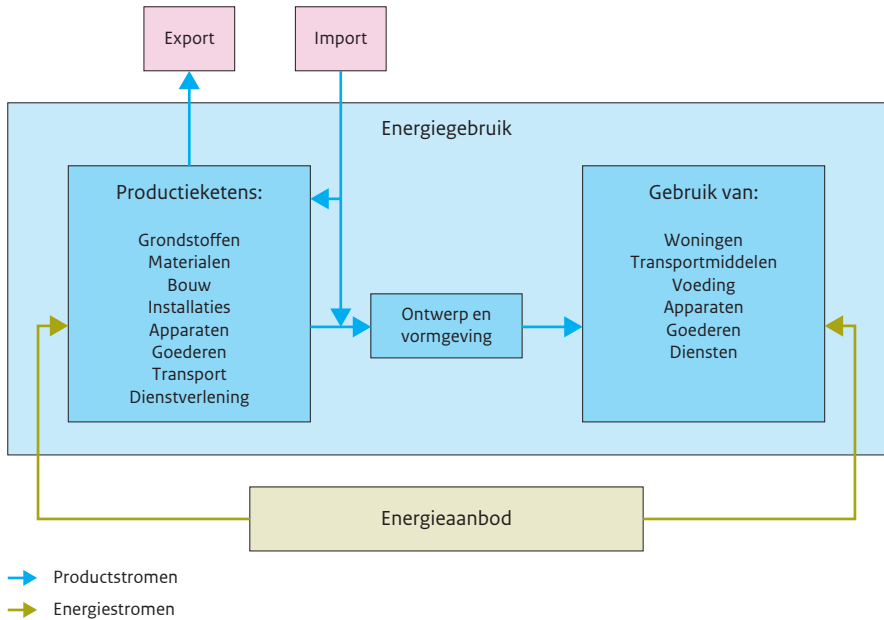 Export
Import
Energiegebruik
Productieketens:
Grondstoffen
Materialen
Bouw
Installaties
Apparaten
Goederen
Transport
Dienstverlening
Ontwerp en
vormgeving
Gebruik van:
Woningen
Transportmiddelen
Voeding
Apparaten
Goederen
Diensten
Energieaanbod
Productstromen
Energiestromen